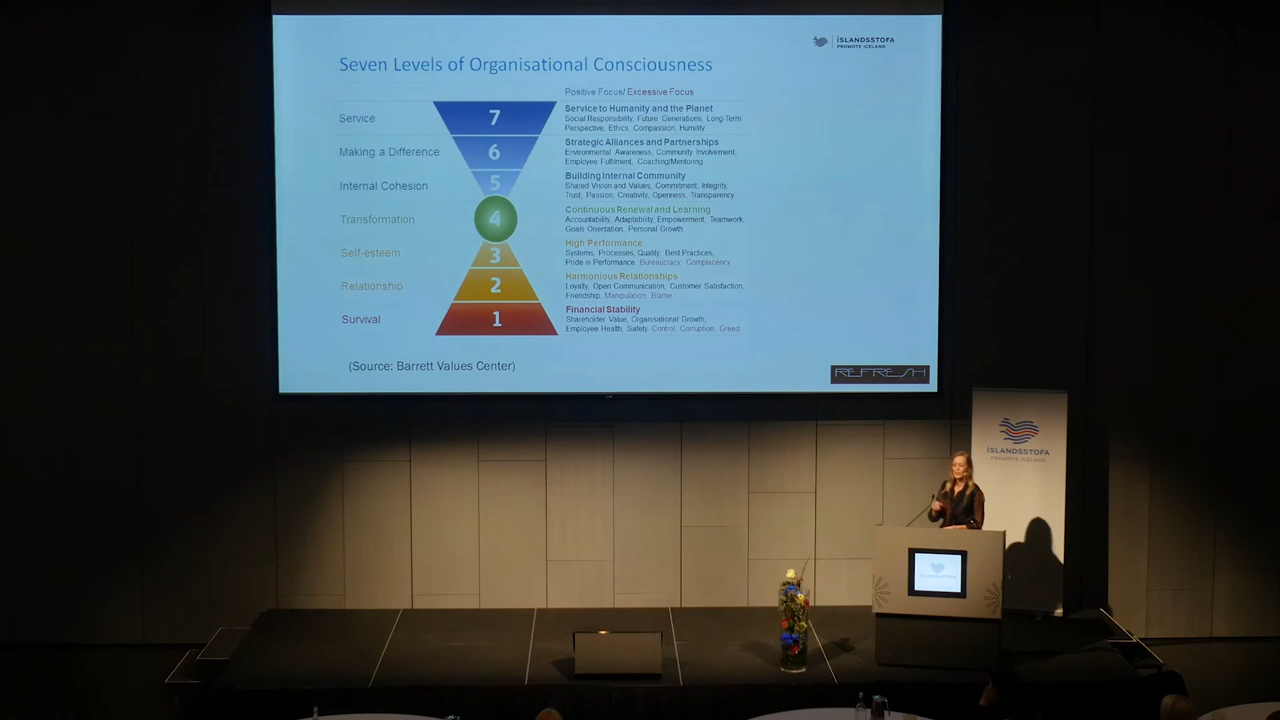 ÍSLANDSSTOFA
PROMOTE ICELAND
Seven Levels of Organisational Consciousness
Positive Focus/ Excessive Focus
Service
7
Service to Humanity and the Planet
Social Responsibility, Future Generations, Long-Term
Perspective, Ethics, Compassion, Humility
Making a Difference
6
Strategic Alliances and Partnerships
Environmental Awareness, Community Involvement,
Employee Fulfilment, Coaching/Mentoring
Internal Cohesion
5
Building Internal Community
Shared Vision and Values, Commitment, Integrity,
Trust, Passion, Creativity, Openness, Transparency
Transformation
4
Continuous Renewal and Learning
Accountability, Adaptability, Empowerment, Teamwork,
Goals Orientation, Personal Growth
Self-esteem
3
High Performance
Systems, Processes, Quality, Best Practices,
Pride in Performance. Bureaucracy, Complacency
Relationship
2
Harmonious Relationships
Loyalty, Open Communication, Customer Satisfaction,
Friendship. Manipulation, Blame
Survival
1
Financial Stability
Shareholder Value, Organisational Growth,
Employee Health, Safety. Control, Corruption, Greed
(Source: Barrett Values Center)
REFRESH
ÍSLANDSSTOFA
PROMOTE ICELAND